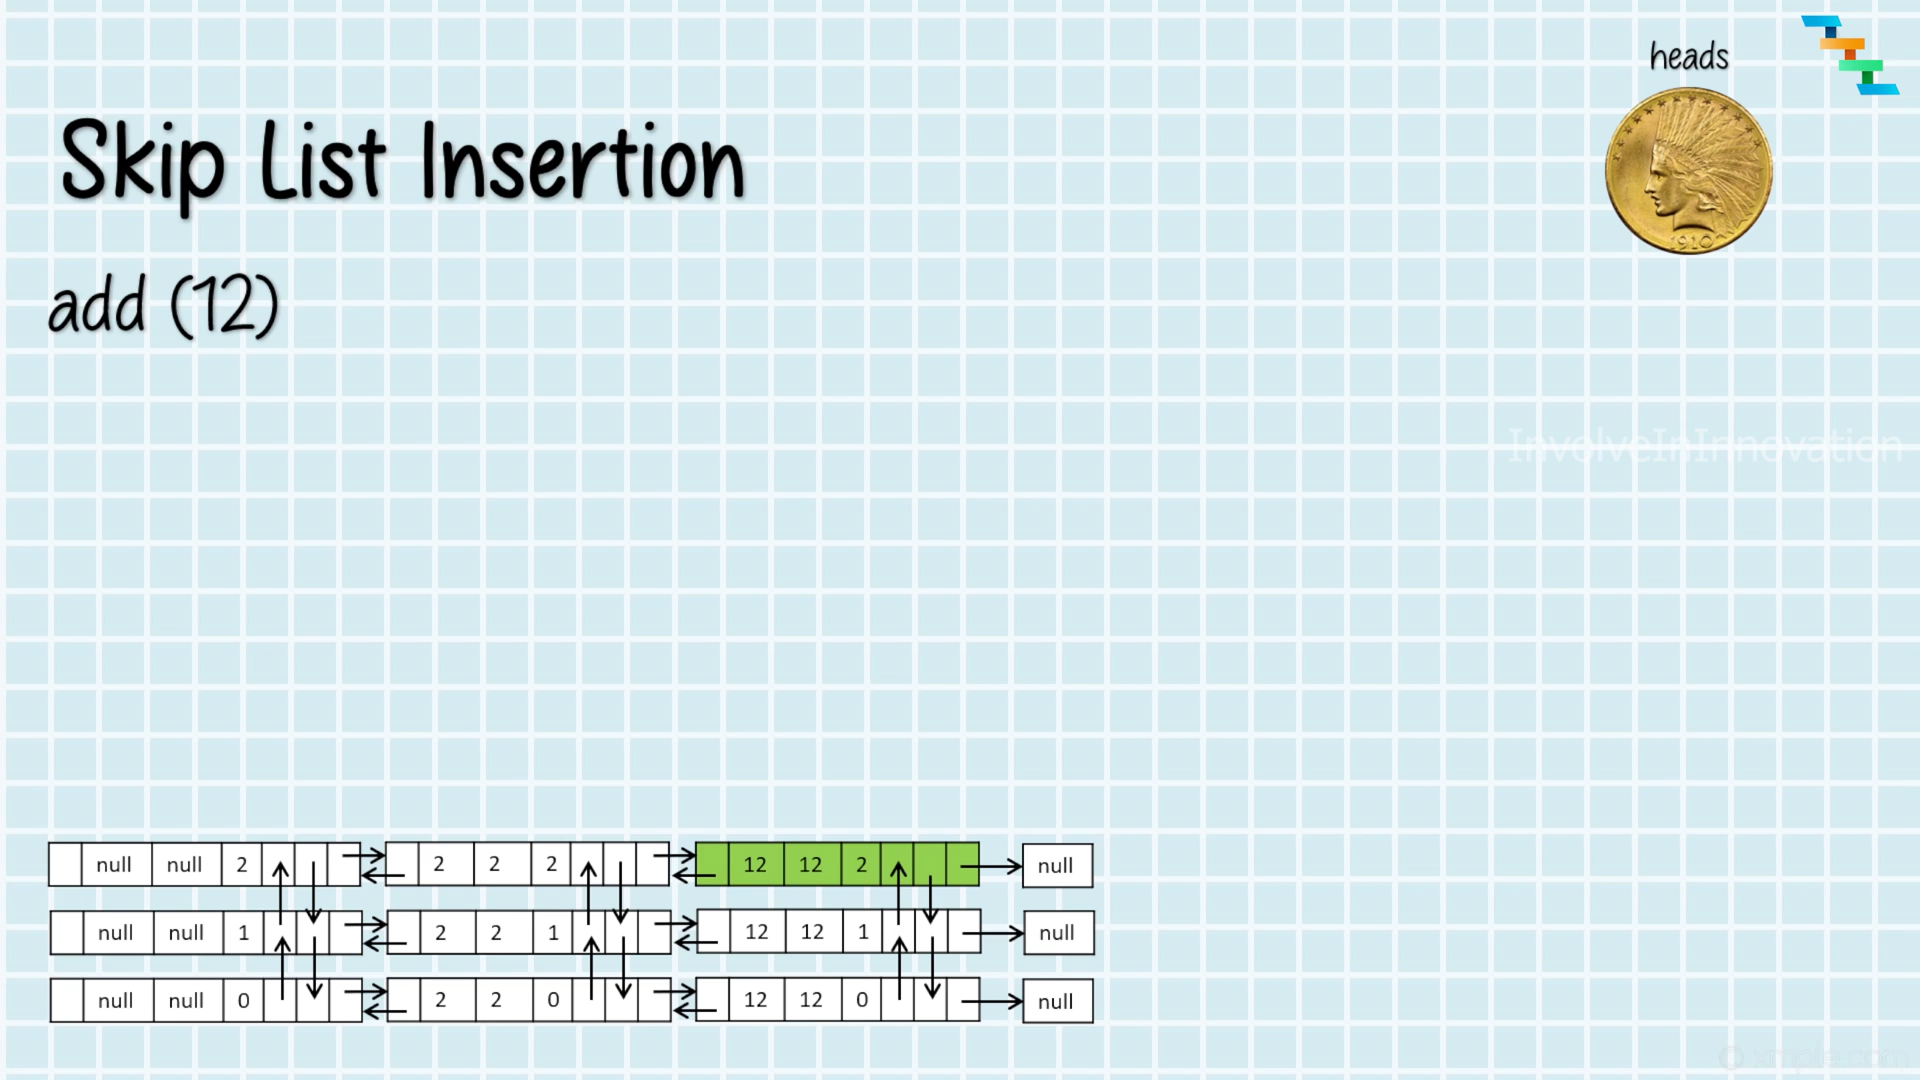 heads
Skip List Insertion
1910
add (12)
InvolveInInnovation
null null 2 2 2 2 12 12 2 null
null null 1 2 2 1 12 12 1 null
null null 0 2 2 0 12 12 0 null